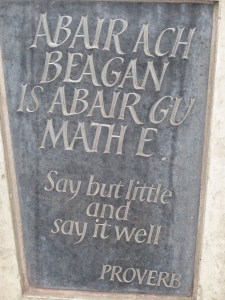 ABAIR ACH
BEAGAN
IS ABAIR GU
MATH E.
Say but little
and
say it well
PROVERB